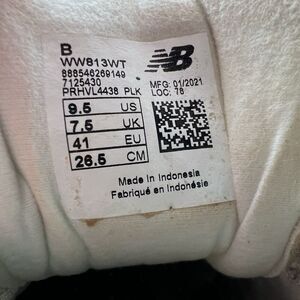 B
WW813WT
888546269149
7125430
PRHVL4438 PLK
NB
MFG: 01/2021
LOC: 78
9.5 US
7.5 UK
41 EU
26.5 CM
Made in Indonesia
Fabriqué en Indonésie